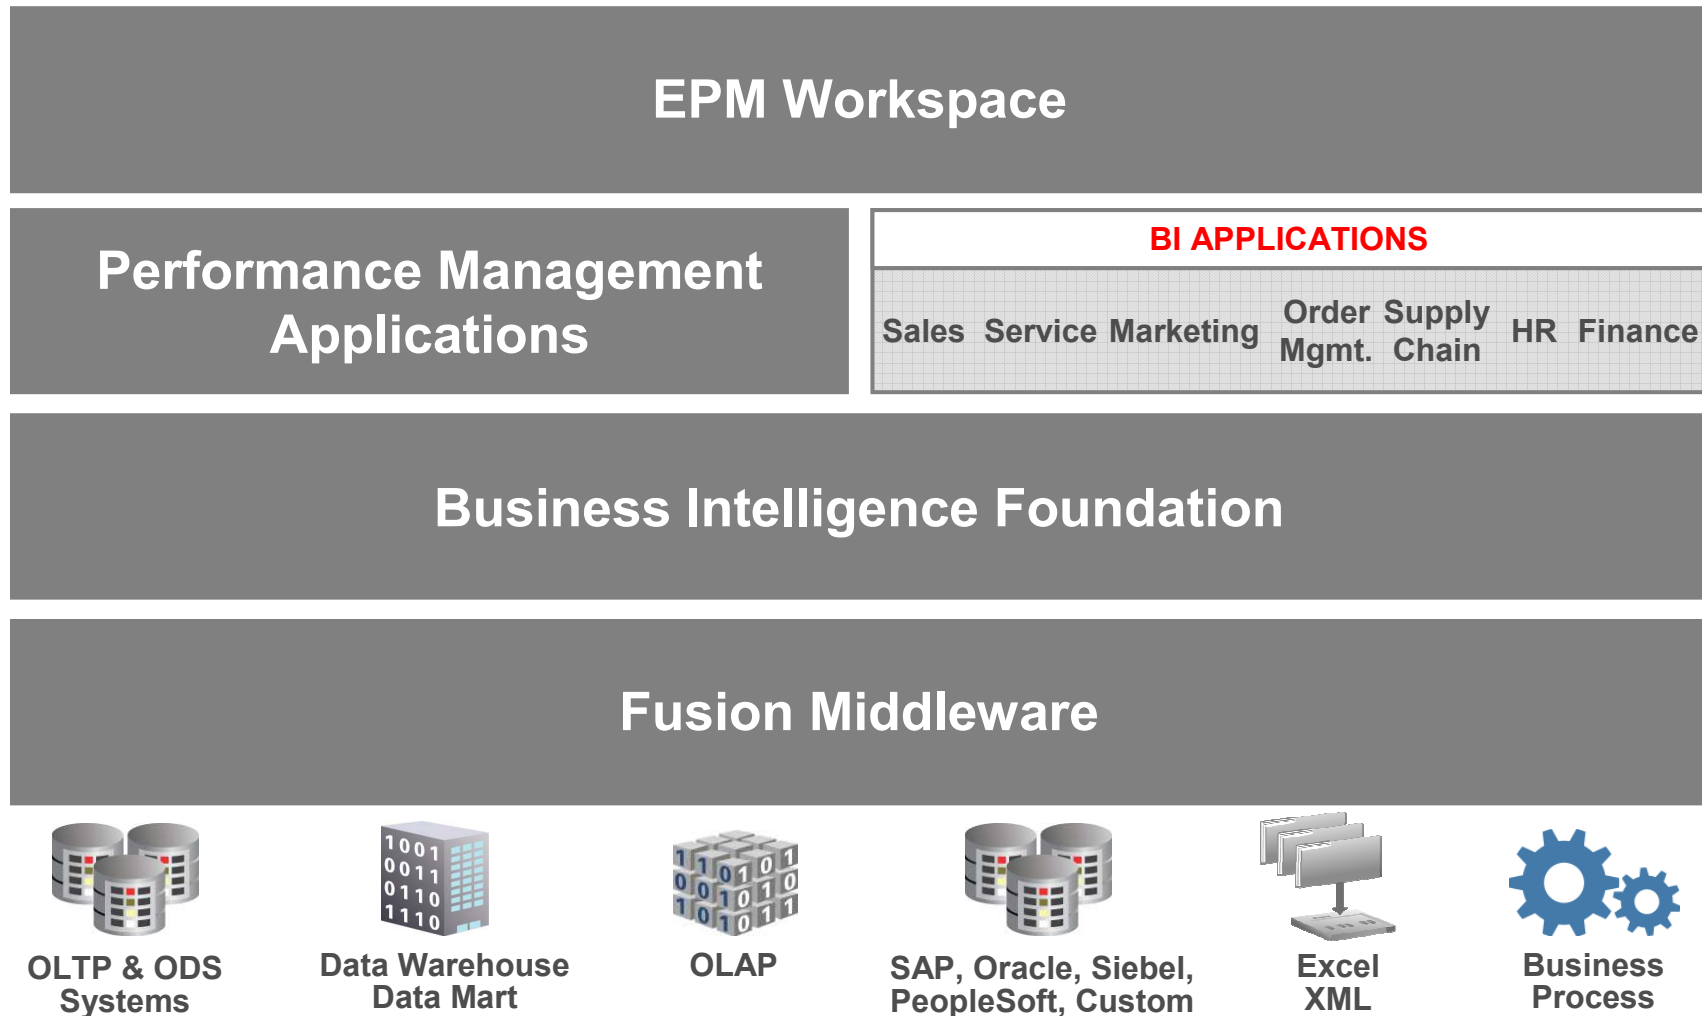 EPM Workspace
Performance Management
Applications
BI APPLICATIONS
Sales Service Marketing Order Mgmt. Supply Chain HR Finance
Business Intelligence Foundation
Fusion Middleware
1001
0011
0110
1110
OLTP & ODS
Systems
Data Warehouse
Data Mart
OLAP
SAP, Oracle, Siebel,
PeopleSoft, Custom
Excel
XML
Business
Process